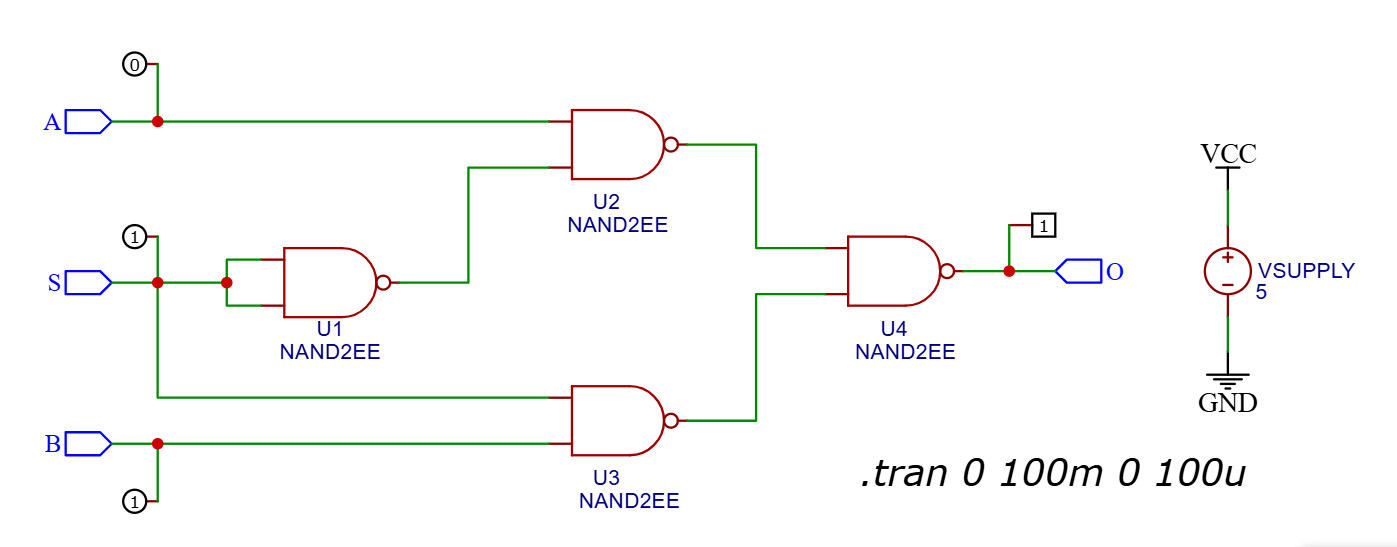 0
A
VCC
U2
NAND2EE
1
1
S
O
VSUPPLY
5
U1
NAND2EE
U4
NAND2EE
GND
B
U3
NAND2EE
.tran 0 100m 0 100u
1